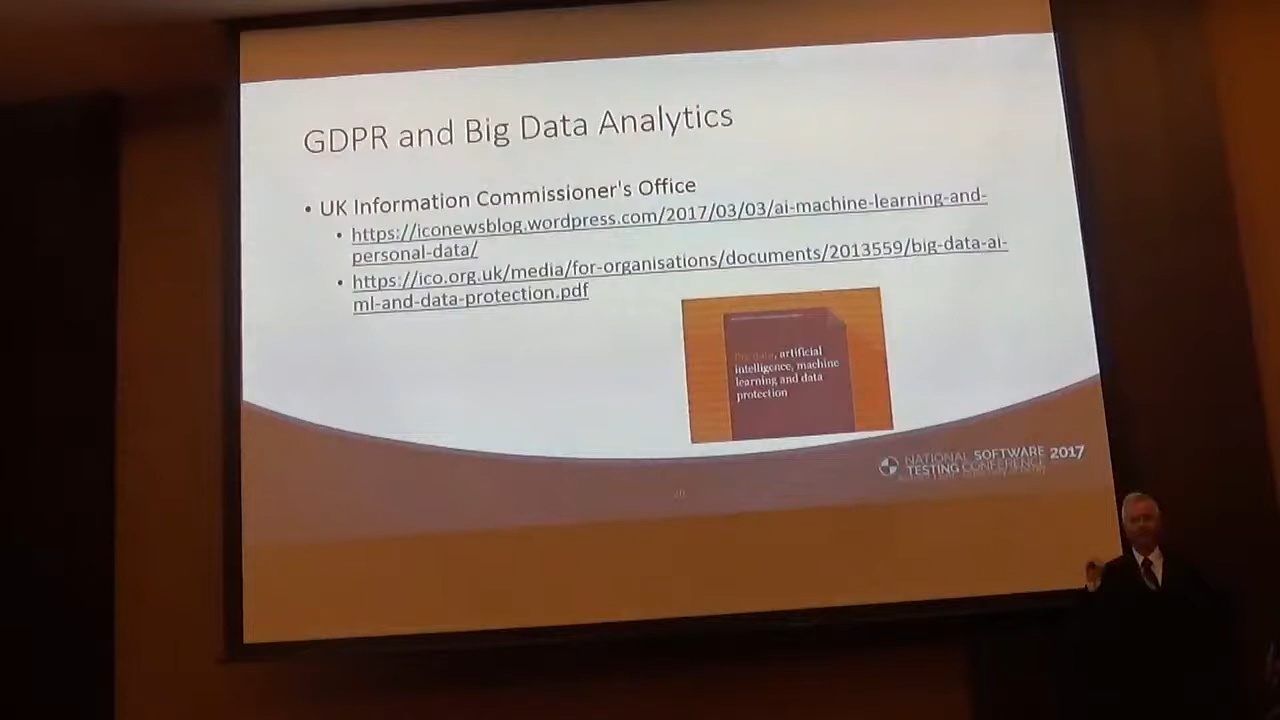 GDPR and Big Data Analytics
• UK Information Commissioner's Office
• https://iconewsblog.wordpress.com/2017/03/03/ai-machine-learning-and-
personal-data/
• https://ico.org.uk/media/for-organisations/documents/2013559/big-data-ai-
ml-and-data-protection.pdf
Big data, artificial
intelligence, machine
learning and data
protection
NATIONAL SOFTWARE 2017
TESTING CONFERENCE